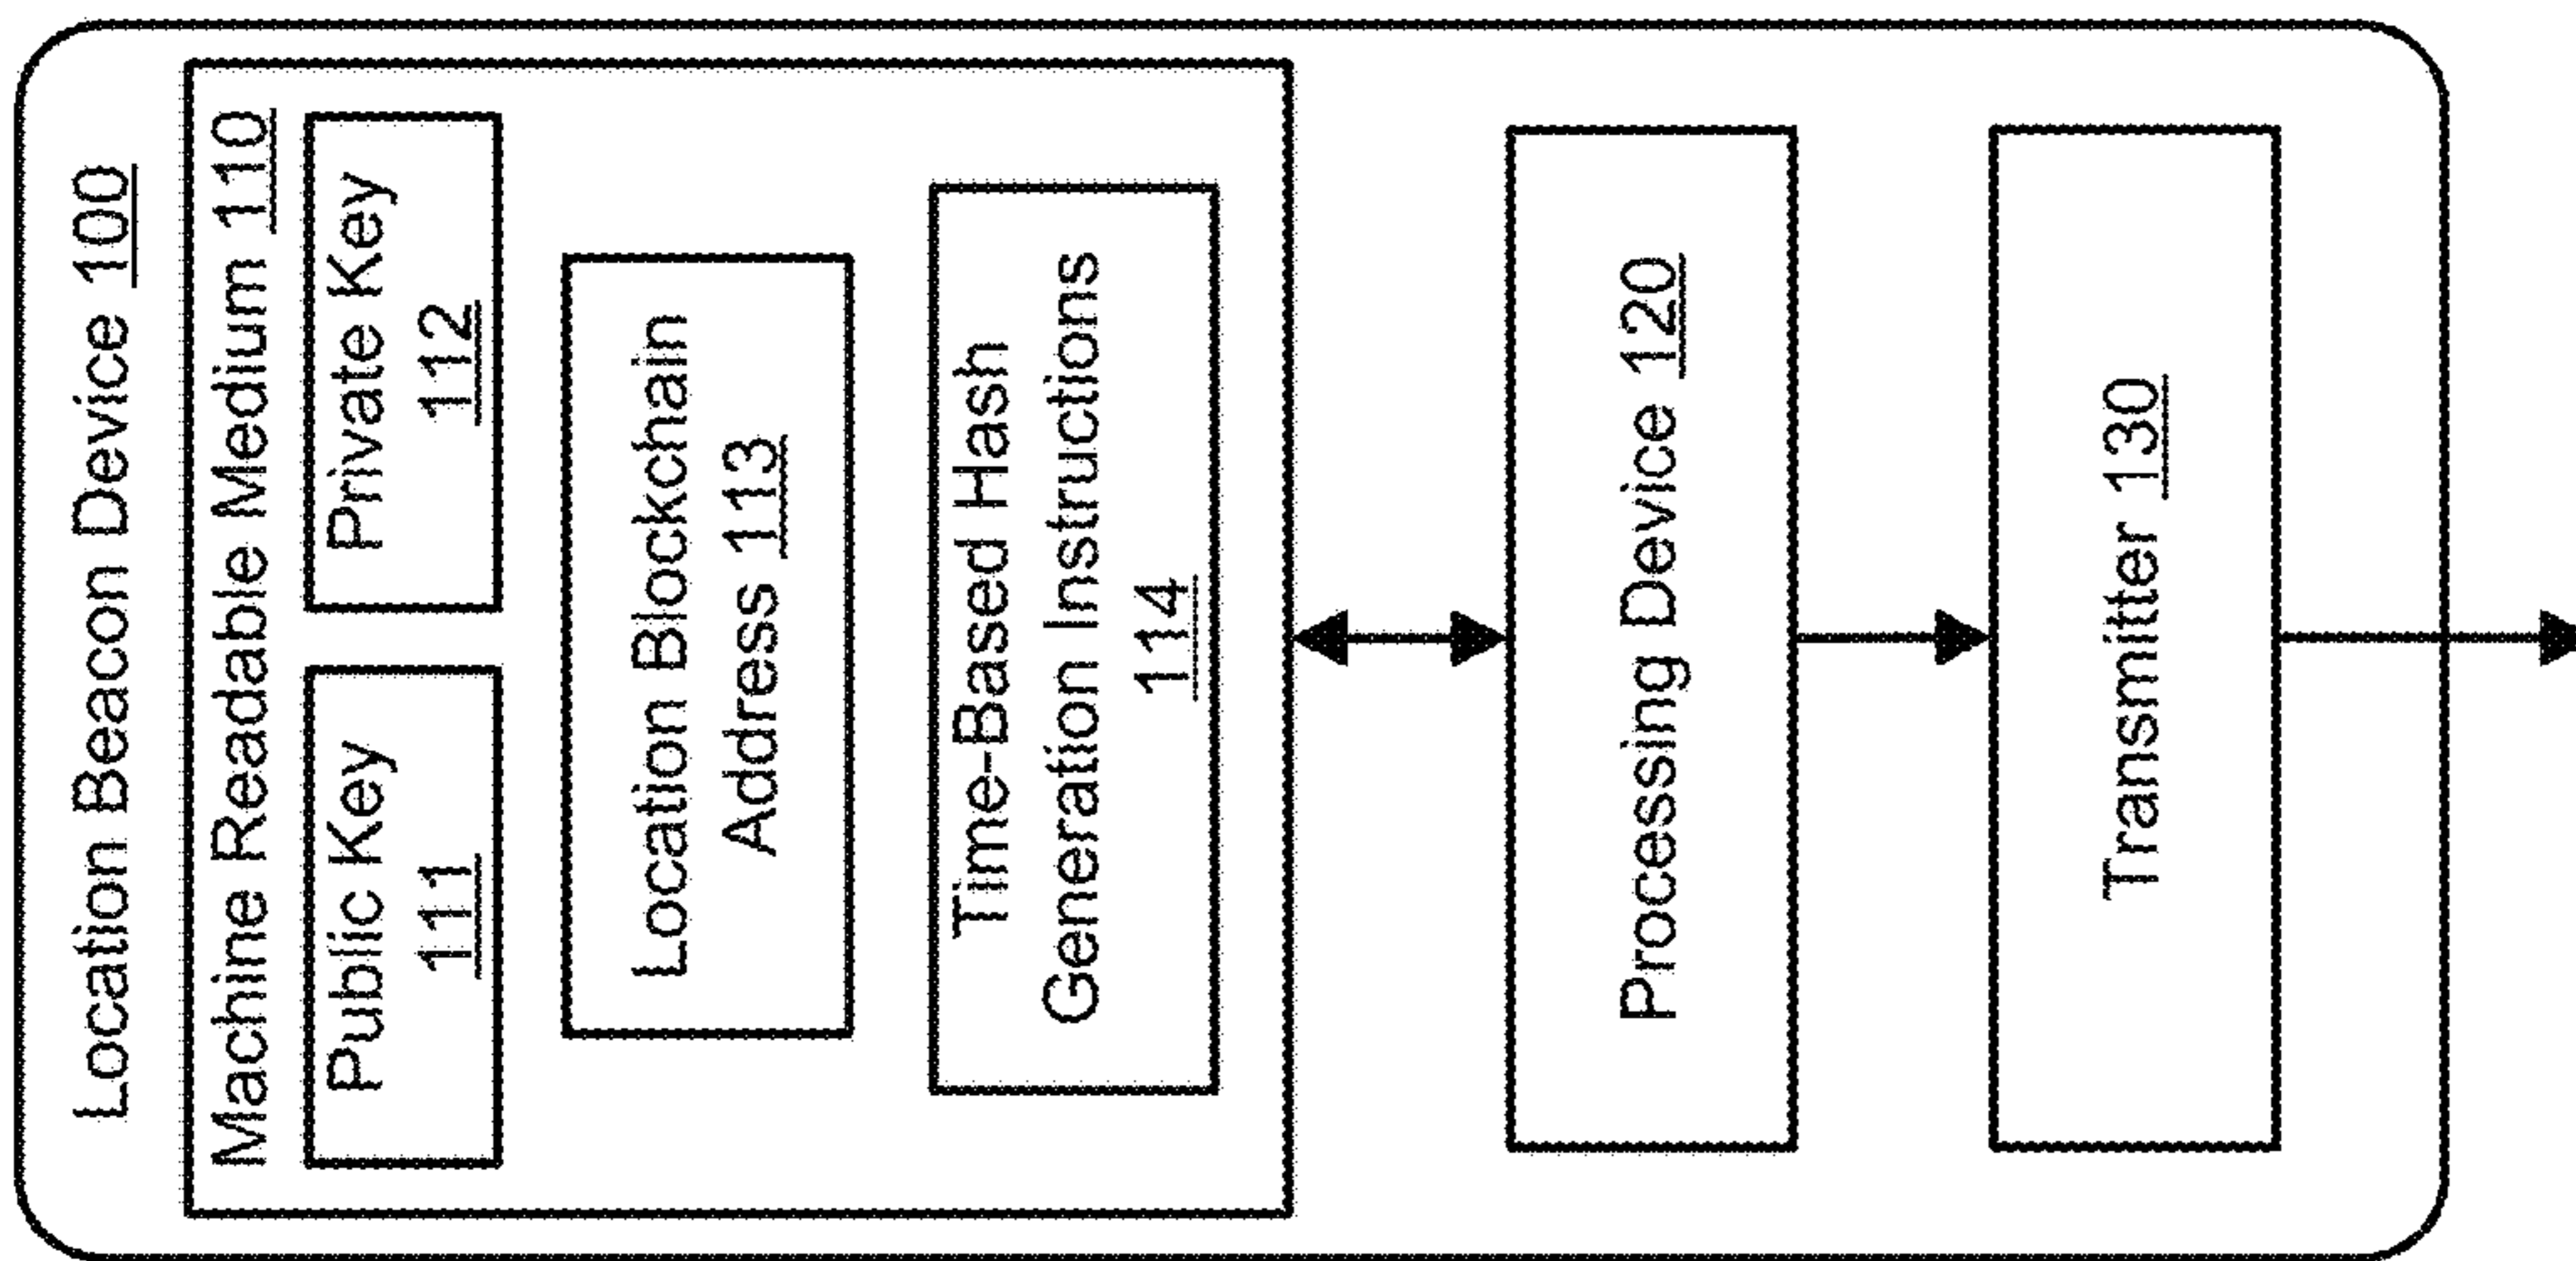 Location Beacon Device 100
Machine Readable Medium 110
Public Key
111
Private Key
112
Location Blockchain
Address 113
Time-Based Hash
Generation Instructions
114
Processing Device 120
Transmitter 130